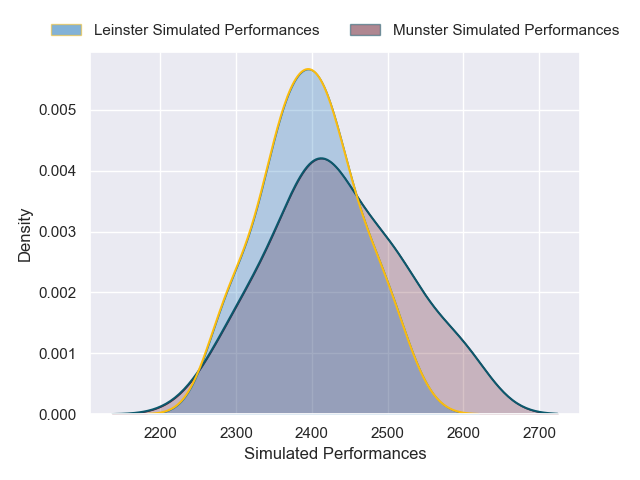 Leinster Simulated Performances Munster Simulated Performances
0.005
0.004
0.003
0.002
0.001
0.000
Density
2200 2300 2400 2500 2600 2700
Simulated Performances